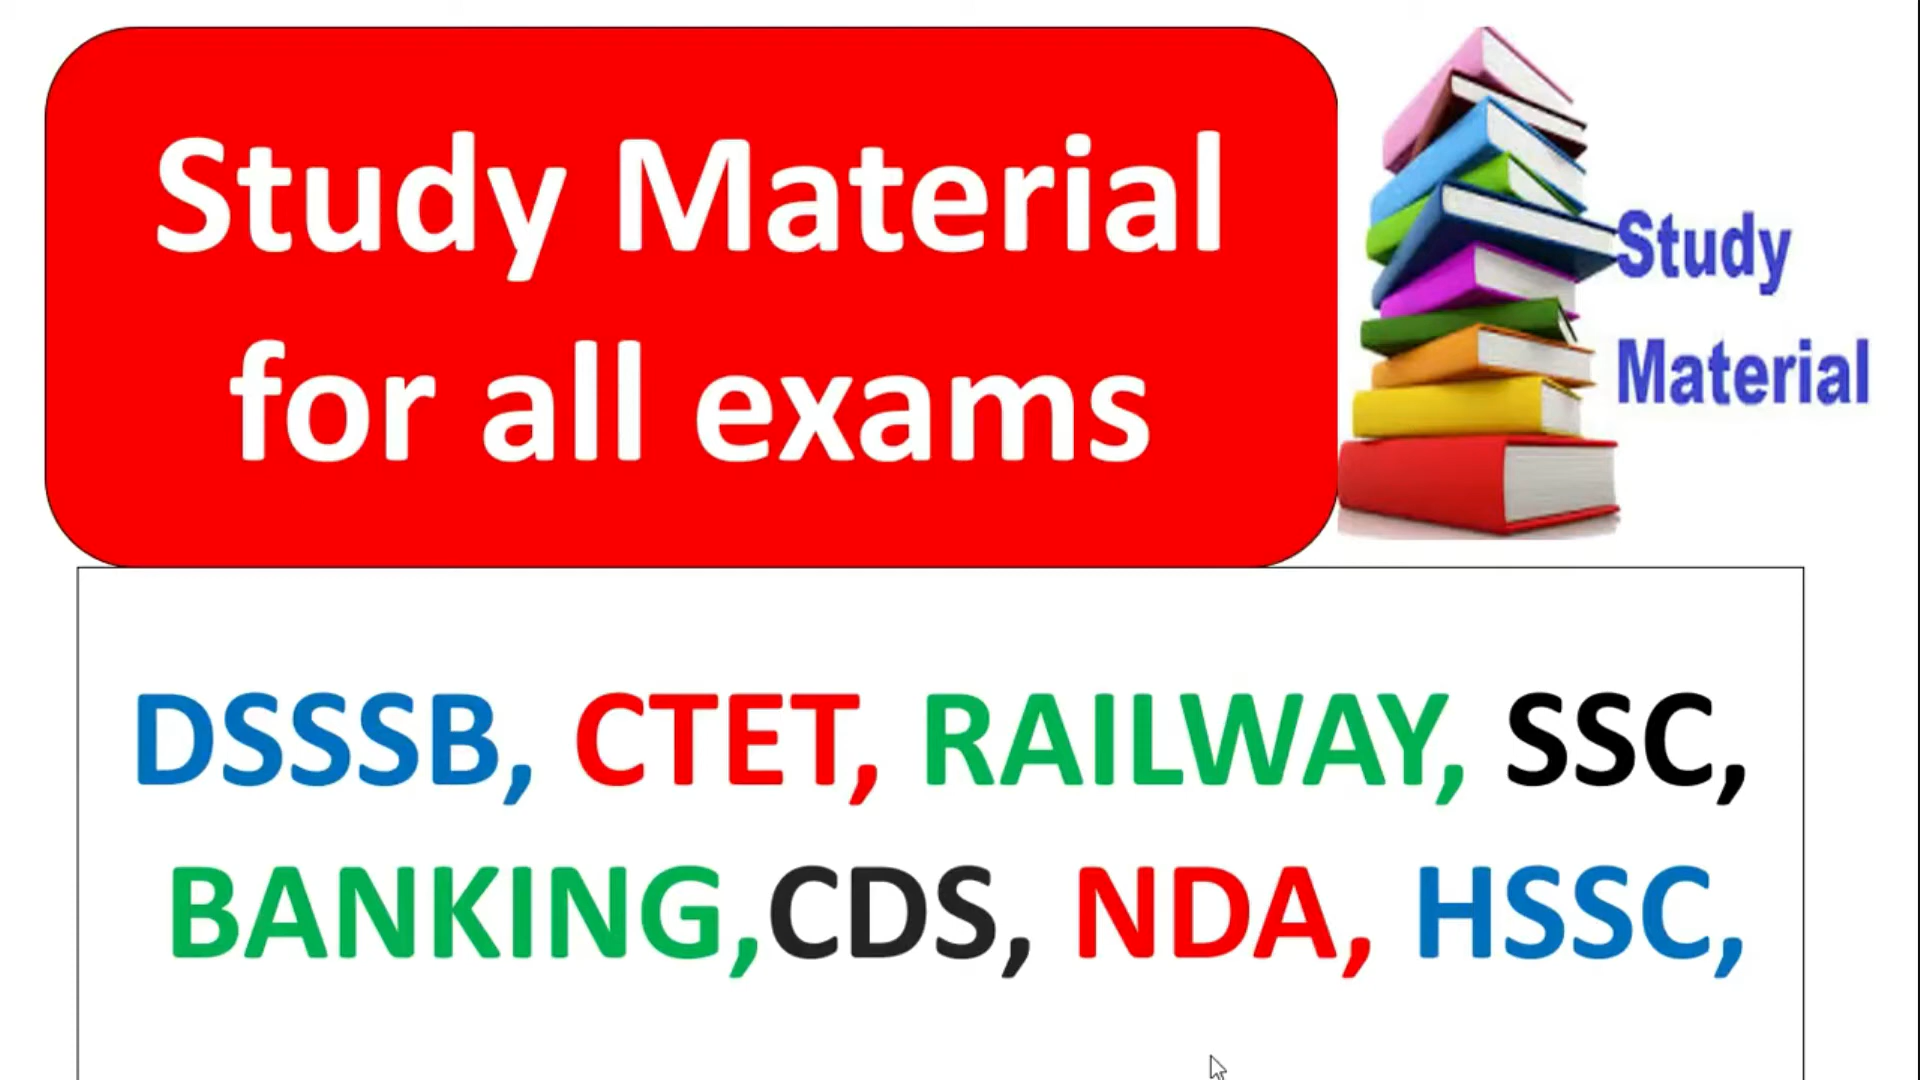 Study Material
for all exams
Study
Material
DSSSB, CTET, RAILWAY, SSC,
BANKING,CDS, NDA, HSSC,